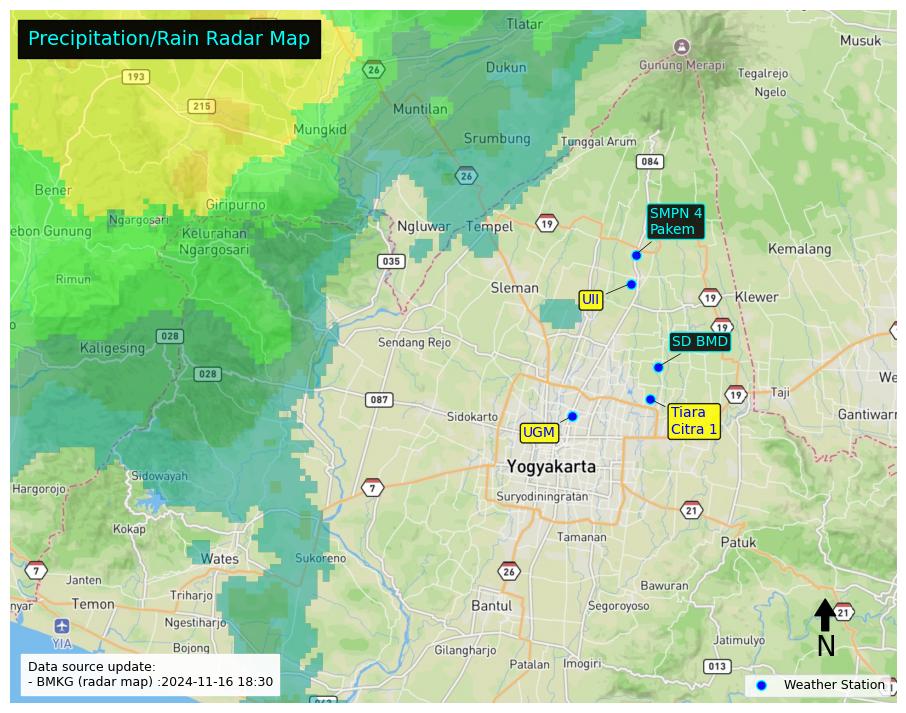 Precipitation/Rain Radar Map
Tlatar
Musuk
Gunung Merapi
26
Dukun
Tegalrejo
193
Ngelo
215
Muntilan
Mungkid
Srumbung
Tunggal Arum
084
26
Bener
Giripurno
SMPN 4
Pakem
Ngargosari
Ngluwar
Tempel
19
ebon Gunung
Kelurahan
Ngargosari
Kemalang
035
Rimun
Sleman
UII
19
Klewer
19
028
Sendang Rejo
SD BMD
Kaligesing
028
We
087
19
Taji
Sidokarto
Tiara
Citra 1
Gantiwarn
UGM
Yogyakarta
Sidowayah
Hargorojo
7
Suryodiningratan
21
Kokap
Tamanan
Patuk
Wates
Sukoreno
7
Janten
26
Bawuran
nyar
Temon
Triharjo
Bantul
Segoroyoso
21
Ngestiharjo
YIA
Bojong
Gilangharjo
Jatimulyo
N
Data source update:
- BMKG (radar map) :2024-11-16 18:30
Patalan
Imogiri
013
Weather Station